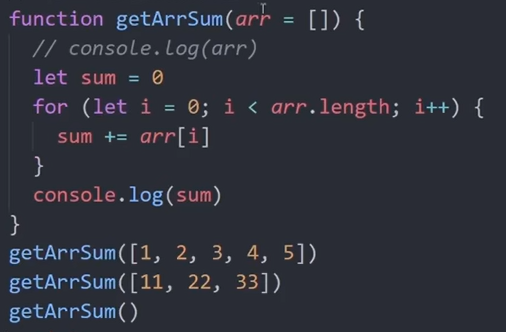 function getArrSum(arr = []) {
  // console.log(arr)
  let sum = 0
  for (let i = 0; i < arr.length; i++) {
    sum += arr[i]
  }
  console.log(sum)
}
getArrSum([1, 2, 3, 4, 5])
getArrSum([11, 22, 33])
getArrSum()